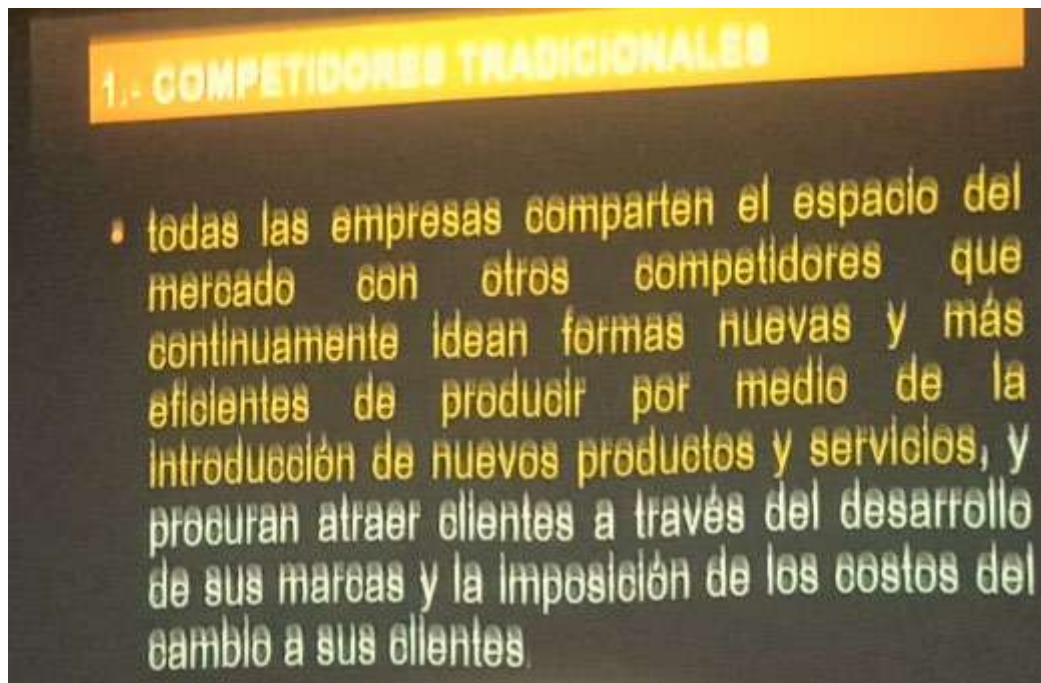 1.- COMPETIDORES TRADICIONALES
• todas las empresas comparten el espacio del
mercado con otros competidores que
continuamente idean formas nuevas y más
eficientes de producir por medio de la
introducción de nuevos productos y servicios, y
procuran atraer clientes a través del desarrollo
de sus marcas y la imposición de los costos del
cambio a sus clientes.